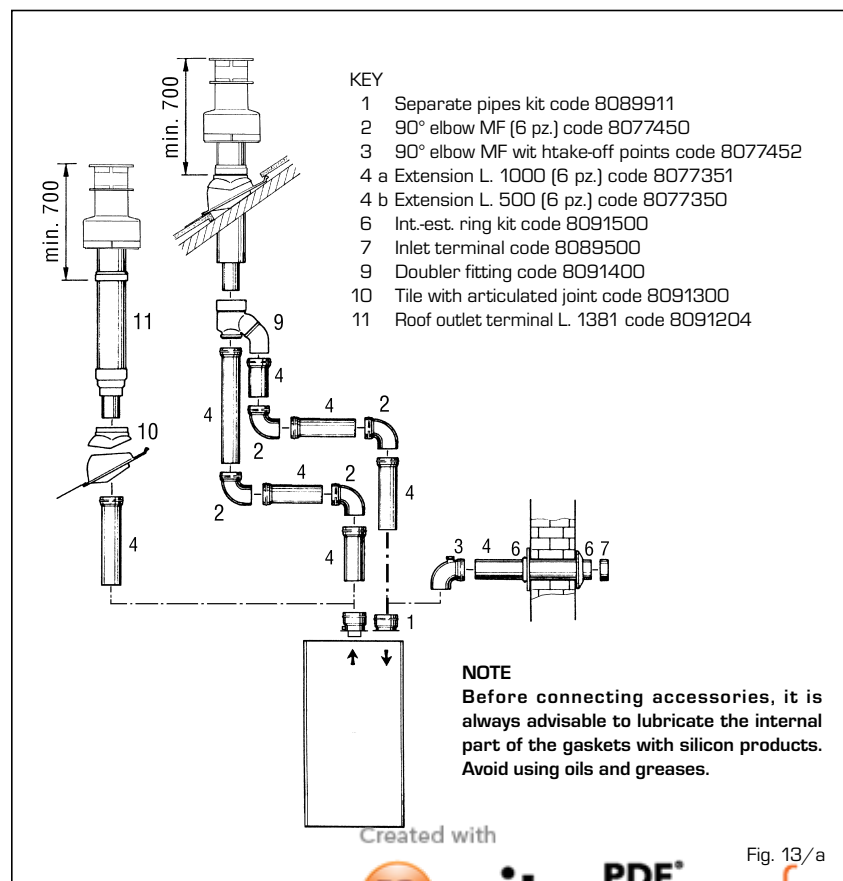 KEY
1 Separate pipes kit code 8089911
2 90° elbow MF (6 pz.) code 8077450
3 90° elbow MF wit htake-off points code 8077452
4 a Extension L. 1000 (6 pz.) code 8077351
4 b Extension L. 500 (6 pz.) code 8077350
6 Int.-est. ring kit code 8091500
7 Inlet terminal code 8089500
9 Doubler fitting code 8091400
10 Tile with articulated joint code 8091300
11 Roof outlet terminal L. 1381 code 8091204
min. 700
min. 700
11
9
4
2
4
4
10
2
4
2
2
4
4
4
3 4 6 6 7
1
NOTE
Before connecting accessories, it is
always advisable to lubricate the internal
part of the gaskets with silicon products.
Avoid using oils and greases.
Created with
Fig. 13/a
PDF®